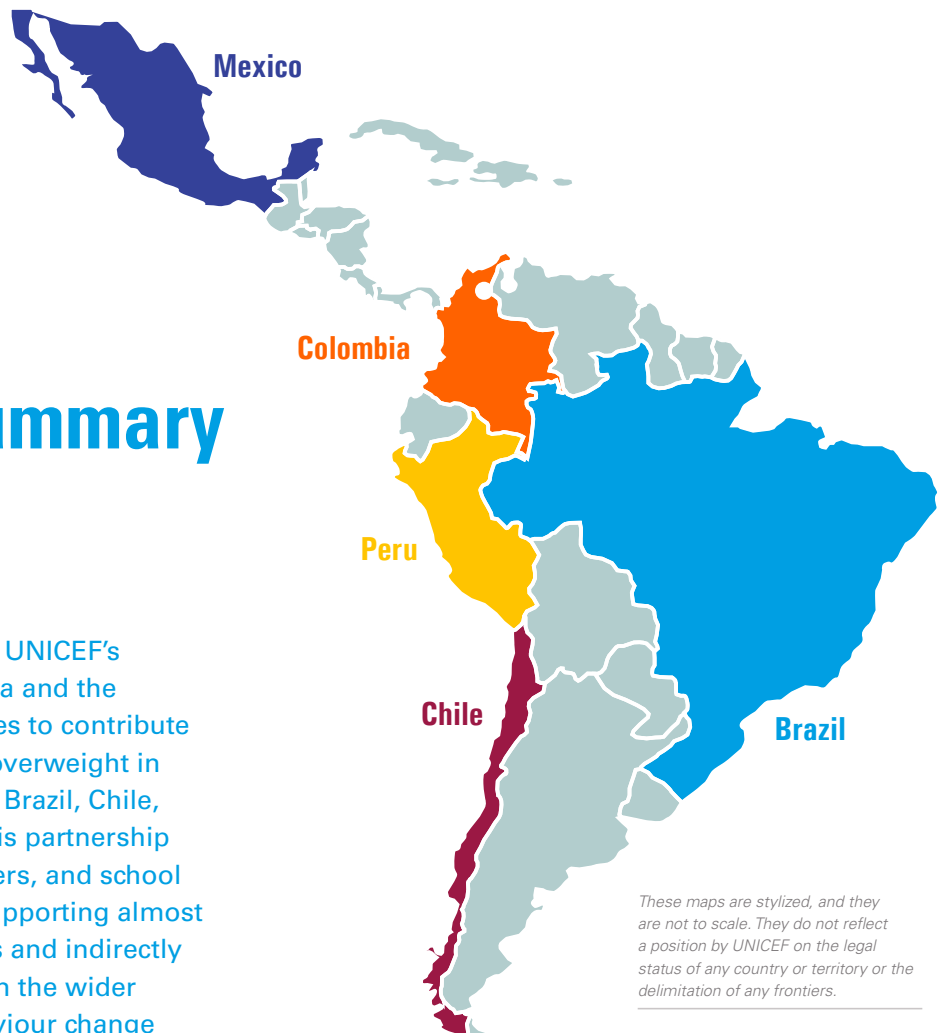 Mexico
Colombia
ummary
Peru
UNICEF's
a and the
es to contribute
overweight in
Brazil, Chile,
is partnership
ers, and school
pporting almost
s and indirectly
n the wider
viour change
Chile
Brazil
These maps are stylized, and they
are not to scale. They do not reflect
a position by UNICEF on the legal
status of any country or territory or the
delimitation of any frontiers.